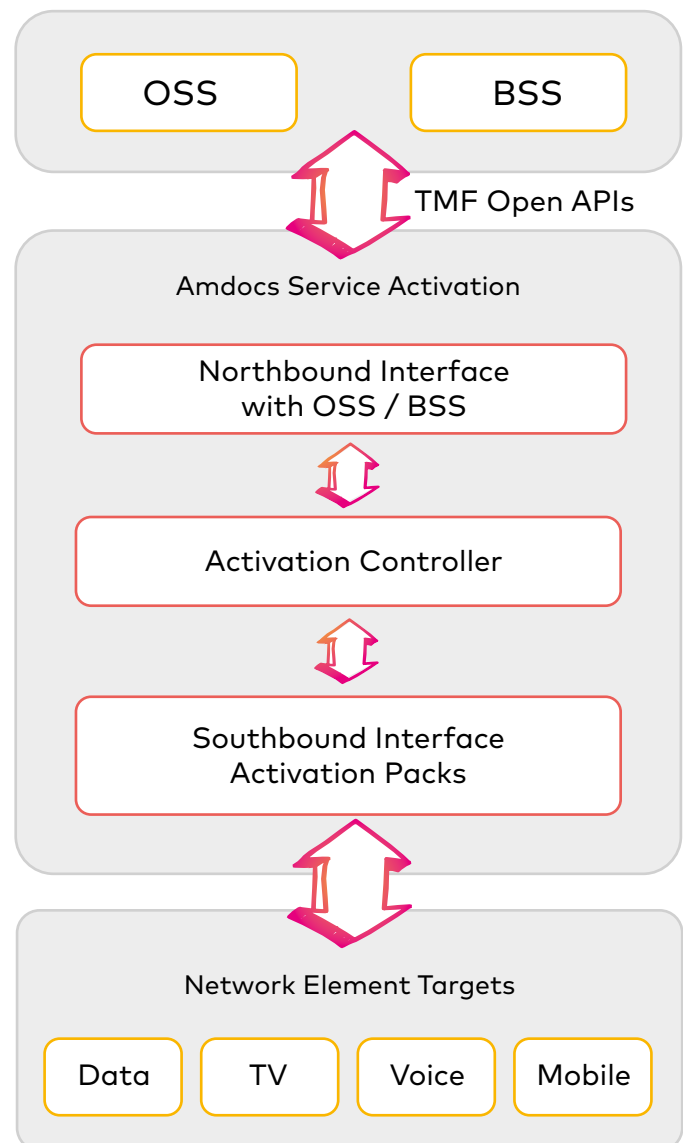 OSS
BSS
TMF Open APIs
Amdocs Service Activation
Northbound Interface
with OSS / BSS
Activation Controller
Southbound Interface
Activation Packs
Network Element Targets
Data
TV
Voice
Mobile